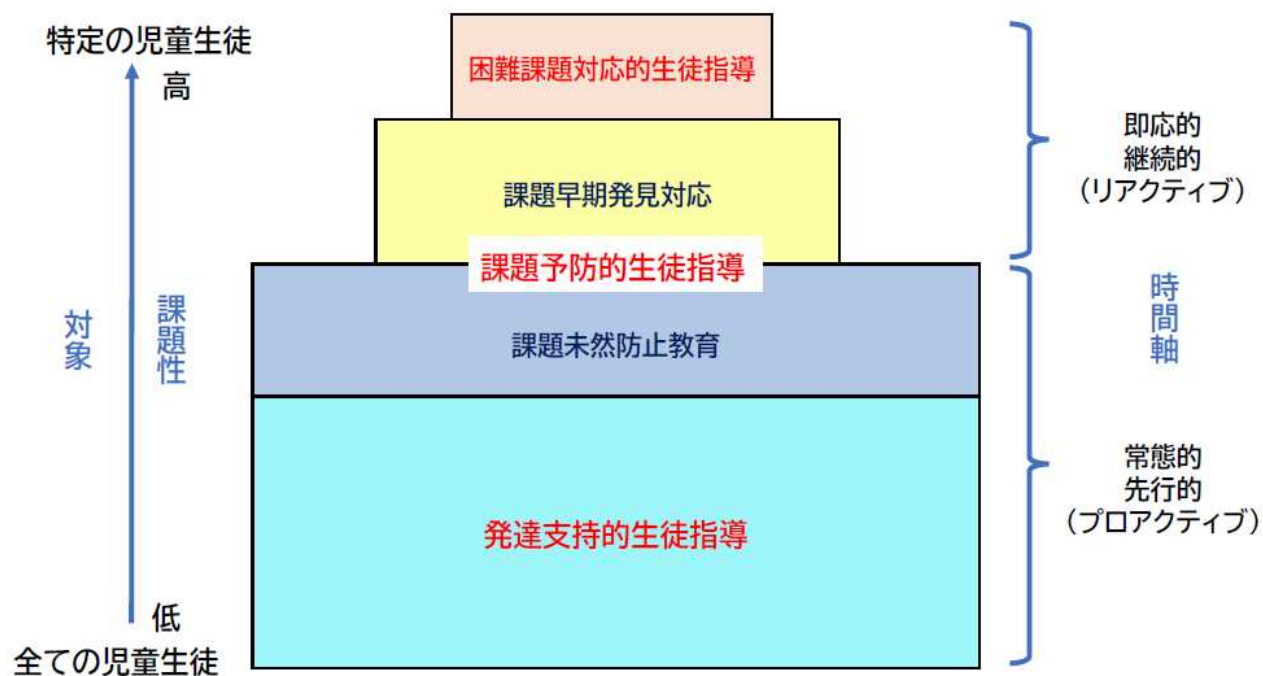 特定の児童生徒
高
困難課題対応的生徒指導
即応的
継続的
(リアクティブ)
課題早期発見対応
課題予防的生徒指導
対象
課題性
課題未然防止教育
時間軸
常態的
先行的
(プロアクティブ)
発達支持的生徒指導
低
全ての児童生徒